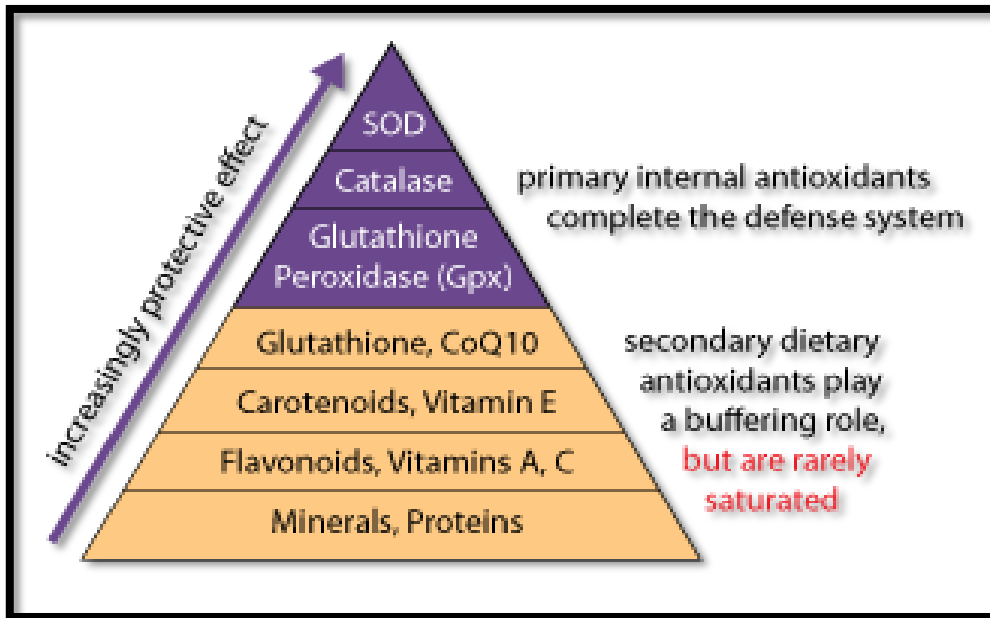 increasingly protective effect
SOD
Catalase
Glutathione
Peroxidase (Gpx)
primary internal antioxidants
complete the defense system
Glutathione, CoQ10
Carotenoids, Vitamin E
Flavonoids, Vitamins A, C
Minerals, Proteins
secondary dietary
antioxidants play
a buffering role,
but are rarely
saturated